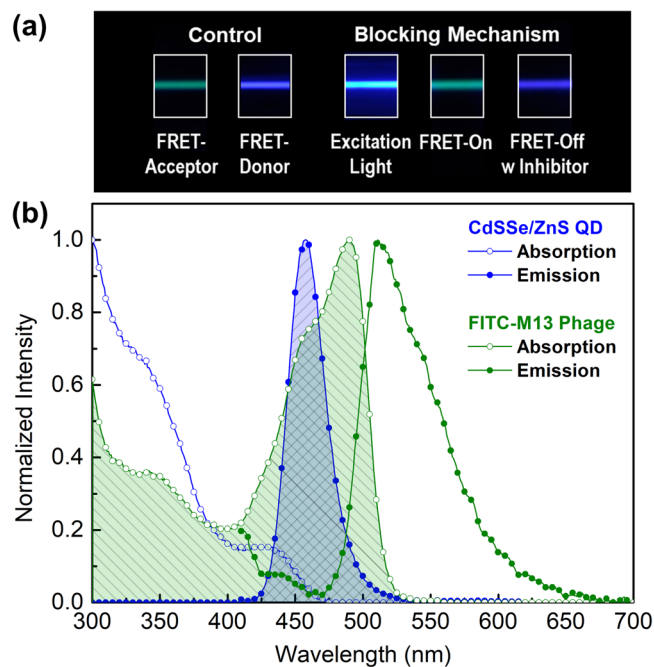 (a)
Control
Blocking Mechanism
FRET-
Acceptor
FRET-
Donor
Excitation
Light
FRET-On
FRET-Off
w Inhibitor
(b)
CdSSe/ZnS QD
Absorption
Emission
FITC-M13 Phage
Absorption
Emission
Normalized Intensity
1.0
0.8
0.6
0.4
0.2
0.0
300 350 400 450 500 550 600 650 700
Wavelength (nm)